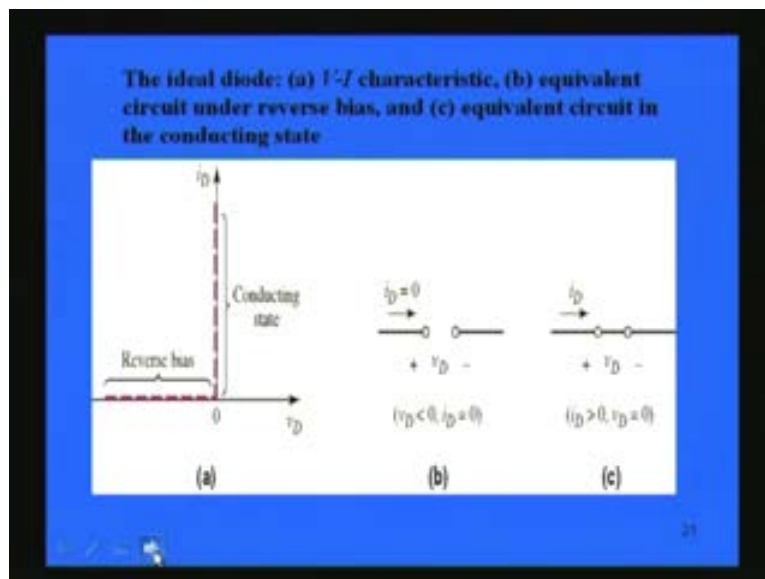 The ideal diode: (a) V-I characteristic, (b) equivalent
circuit under reverse bias, and (c) equivalent circuit in
the conducting state
iD
Conducting
state
Reverse bias
0
vD
(a)
iD = 0
+ vD -
(vD < 0, iD = 0)
(b)
iD
+ vD -
(iD > 0, vD = 0)
(c)
21